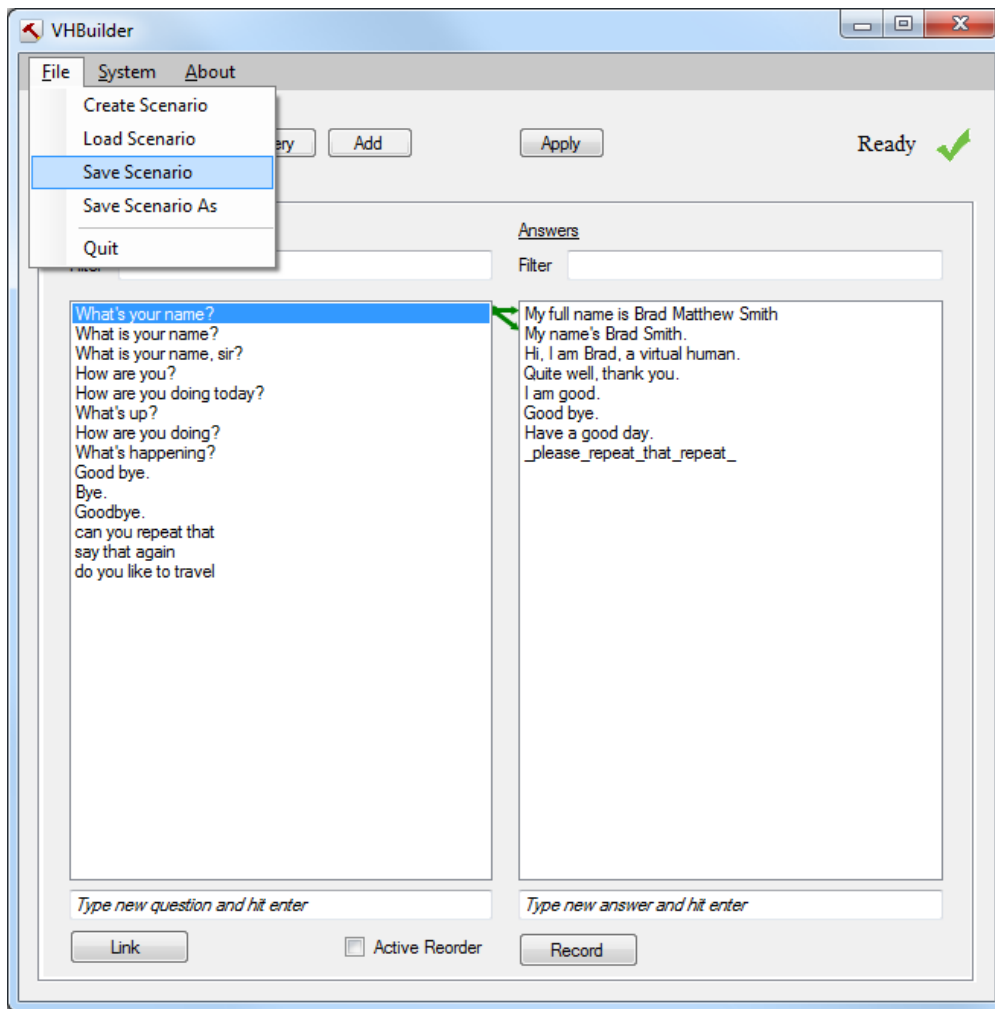 VHBuilder
File System About
Create Scenario
Load Scenario
Save Scenario
Save Scenario As
Quit
Add
Apply
Ready
Answers
Filter
What's your name?
What is your name?
What is your name, sir?
How are you?
How are you doing today?
What's up?
How are you doing?
What's happening?
Good bye.
Bye.
Goodbye.
can you repeat that
say that again
do you like to travel
My full name is Brad Matthew Smith
My name's Brad Smith.
Hi, I am Brad, a virtual human.
Quite well, thank you.
I am good.
Good bye.
Have a good day.
_please_repeat_that_repeat_
Type new question and hit enter
Type new answer and hit enter
Link
Active Reorder
Record